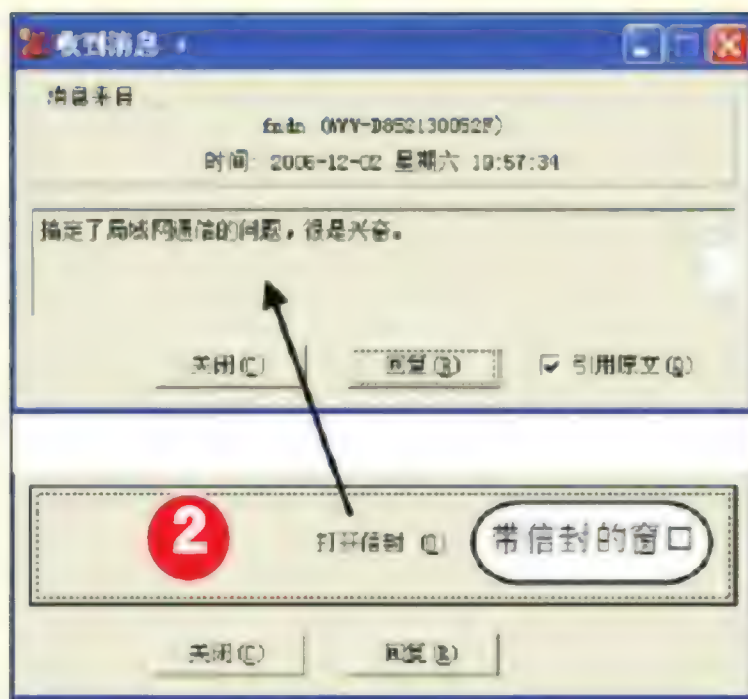 收到消息
消息来自
时间: 2006-12-02 星期六 10:57:34
搞定了局域网通信的问题，很是兴奋。
关闭(C) 回复(R) 引用原文(Q)
2 打开信封 带信封的窗口
关闭(C) 回复(R)